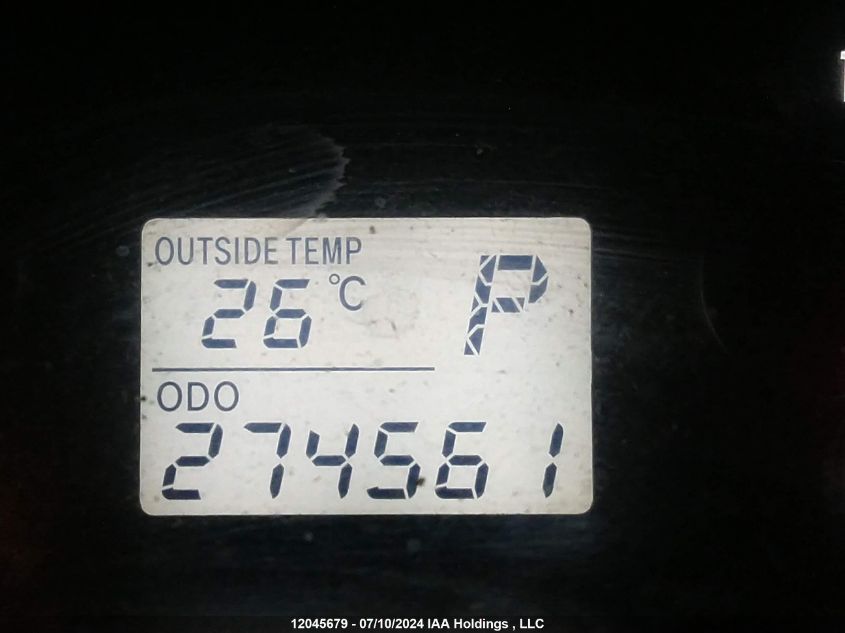 OUTSIDE TEMP
26 °C P
ODO
274561
12045679 - 07/10/2024 IAA Holdings , LLC